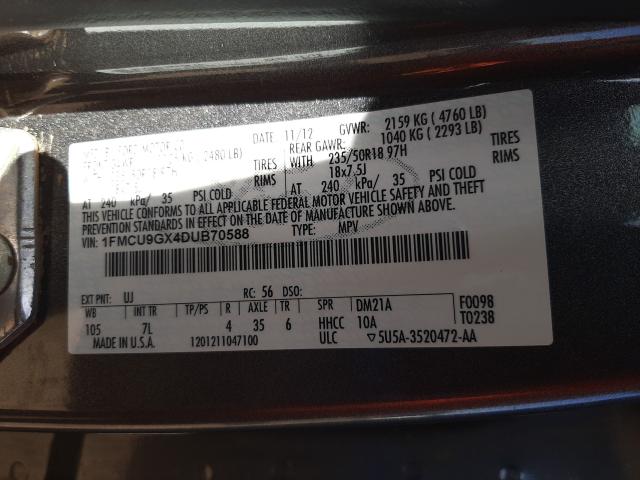 DATE 11/12 GVWR: 2159 KG ( 4760 LB)
REAR GAWR: 1040 KG ( 2293 LB)
2480 LB) TIRES WITH 235/50R18 97H
TIRES RIMS 18x7.5J
RIMS AT 240 kPa/ 35 PSI COLD
AT 240 kPa/ 35 PSI COLD
THIS VEHICLE CONFORMS TO ALL APPLICABLE FEDERAL MOTOR VEHICLE SAFETY AND THEFT
PREVENTION STANDARDS IN EFFECT ON THE DATE OF MANUFACTURE SHOWN ABOVE.
VIN: 1FMCU9GX4DUB70588 TYPE: MPV
EXT PNT: UJ RC: 56 DSO:
WB INT TR TP/PS R AXLE TR SPR DM21A F0098
105 7L 4 35 6 HHCC 10A T0238
MADE IN U.S.A. 1201211047100 ULC ▽5U5A-3520472-AA